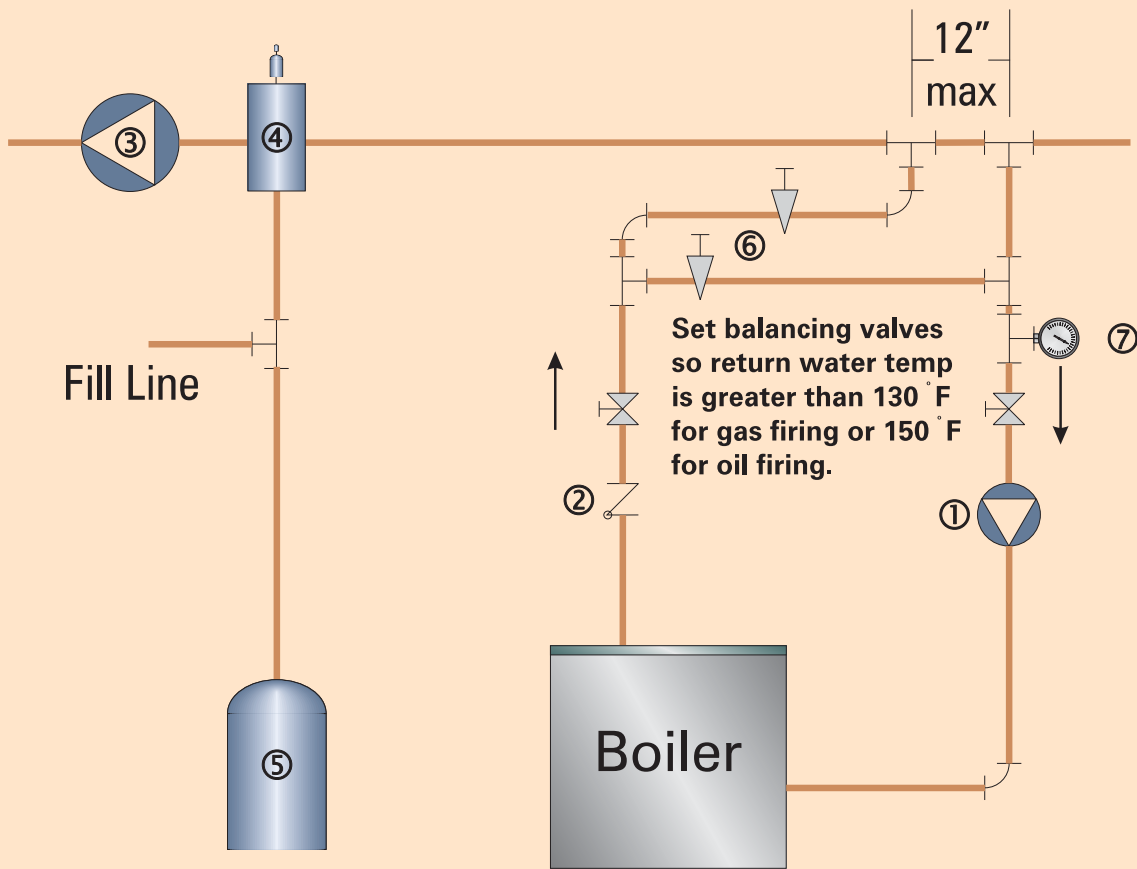 12”
max
③
④
⑥
Set balancing valves
so return water temp
is greater than 130 °F
for gas firing or 150 °F
for oil firing.
⑦
Fill Line
②
①
Boiler
⑤